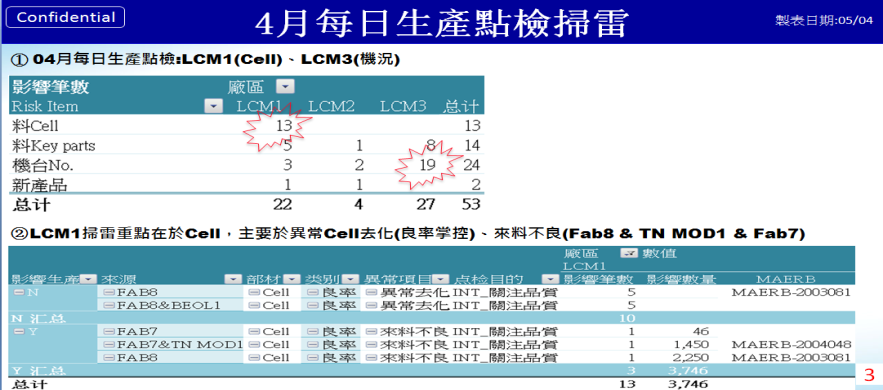 Confidential
4月每日生產點檢掃雷
製表日期:05/04
① 04月每日生產點檢:LCM1(Cell)、LCM3(機況)
影響筆數 廠區
Risk Item LCM1 LCM2 LCM3 总计
料Cell 13 13
料Key parts 5 1 8 14
機台No. 3 2 19 24
新產品 1 1 2
总计 22 4 27 53
②LCM1掃雷重點在於Cell，主要於異常Cell去化(良率掌控)、來料不良(Fab8 & TN MOD1 & Fab7)
廠區 數值
LCM1
影響生產 來源 部材 类别 異常項目 点检目的 影響筆數 影響數量 MAERB
N FAB8 Cell 良率 異常去化 INT_關注品質 5 MAERB-2003081
FAB8&BEOL1 Cell 良率 異常去化 INT_關注品質 5
N 汇总 10
Y FAB7 Cell 良率 來料不良 INT_關注品質 1 46
FAB7&TN MOD1 Cell 良率 來料不良 INT_關注品質 1 1,450 MAERB-2004048
FAB8 Cell 良率 來料不良 INT_關注品質 1 2,250 MAERB-2003081
Y 汇总 3 3,746
总计 13 3,746
3